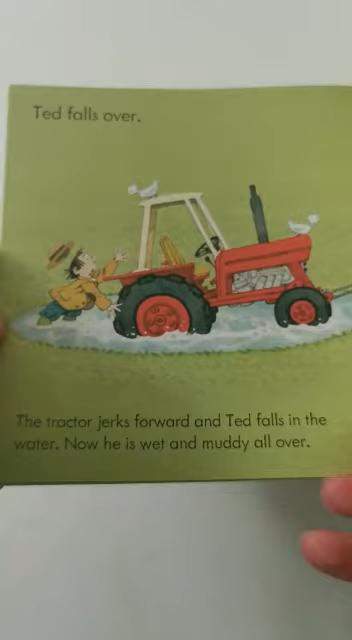 Ted falls over.
The tractor jerks forward and Ted falls in the
water. Now he is wet and muddy all over.